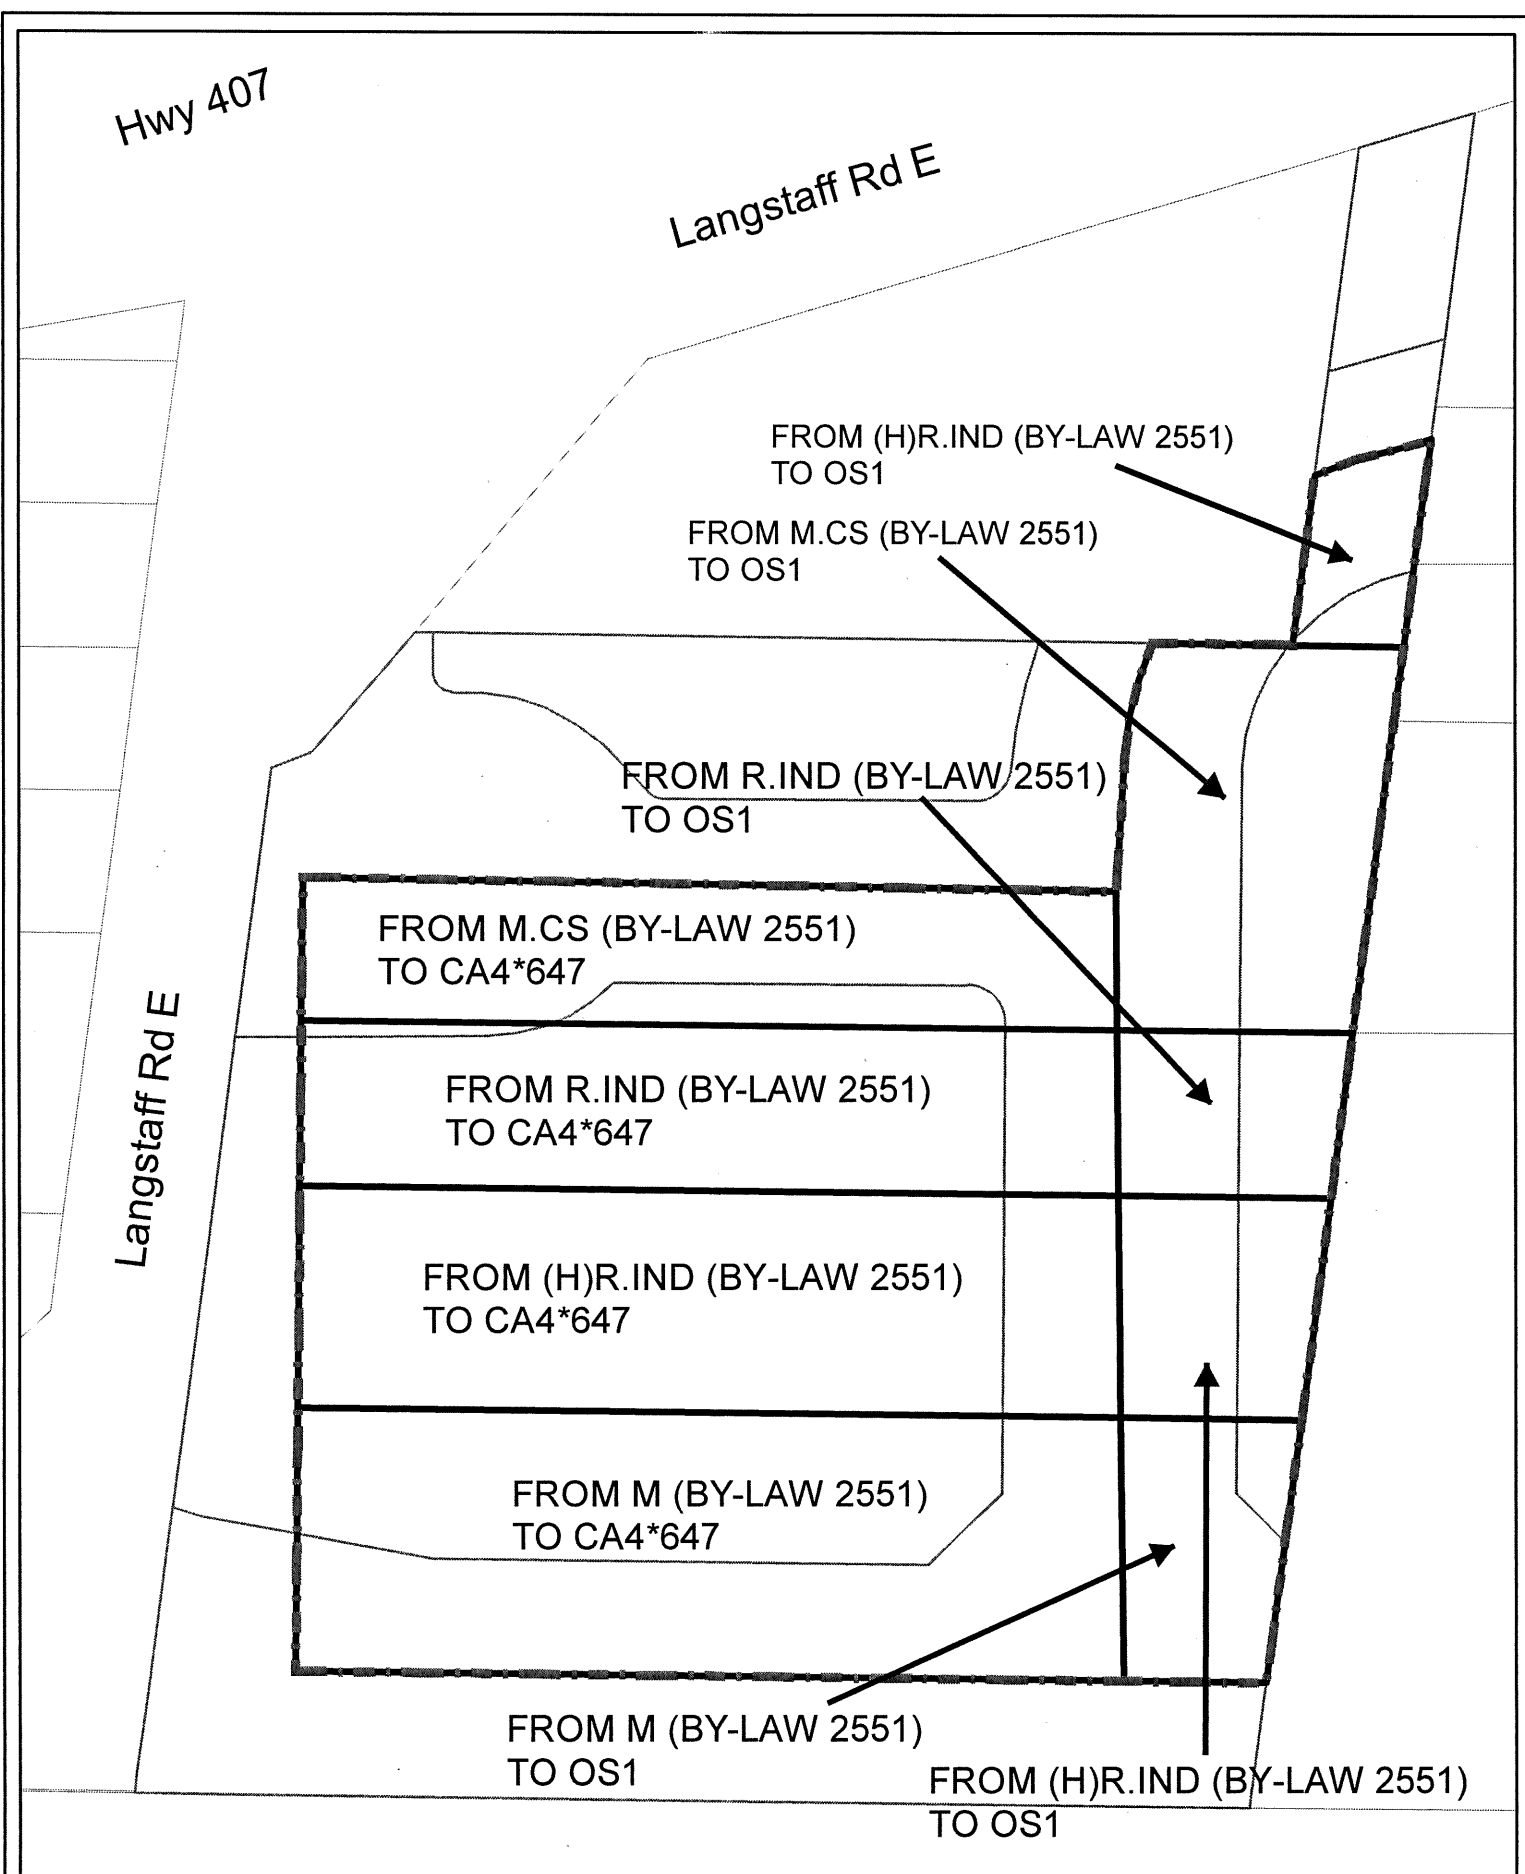 Hwy 407
Langstaff Rd E
FROM (H)R.IND (BY-LAW 2551)
TO OS1
FROM M.CS (BY-LAW 2551)
TO OS1
FROM R.IND (BY-LAW 2551)
TO OS1
FROM M.CS (BY-LAW 2551)
TO CA4*647
Langstaff Rd E
FROM R.IND (BY-LAW 2551)
TO CA4*647
FROM (H)R.IND (BY-LAW 2551)
TO CA4*647
FROM M (BY-LAW 2551)
TO CA4*647
FROM M (BY-LAW 2551)
TO OS1
FROM (H)R.IND (BY-LAW 2551)
TO OS1